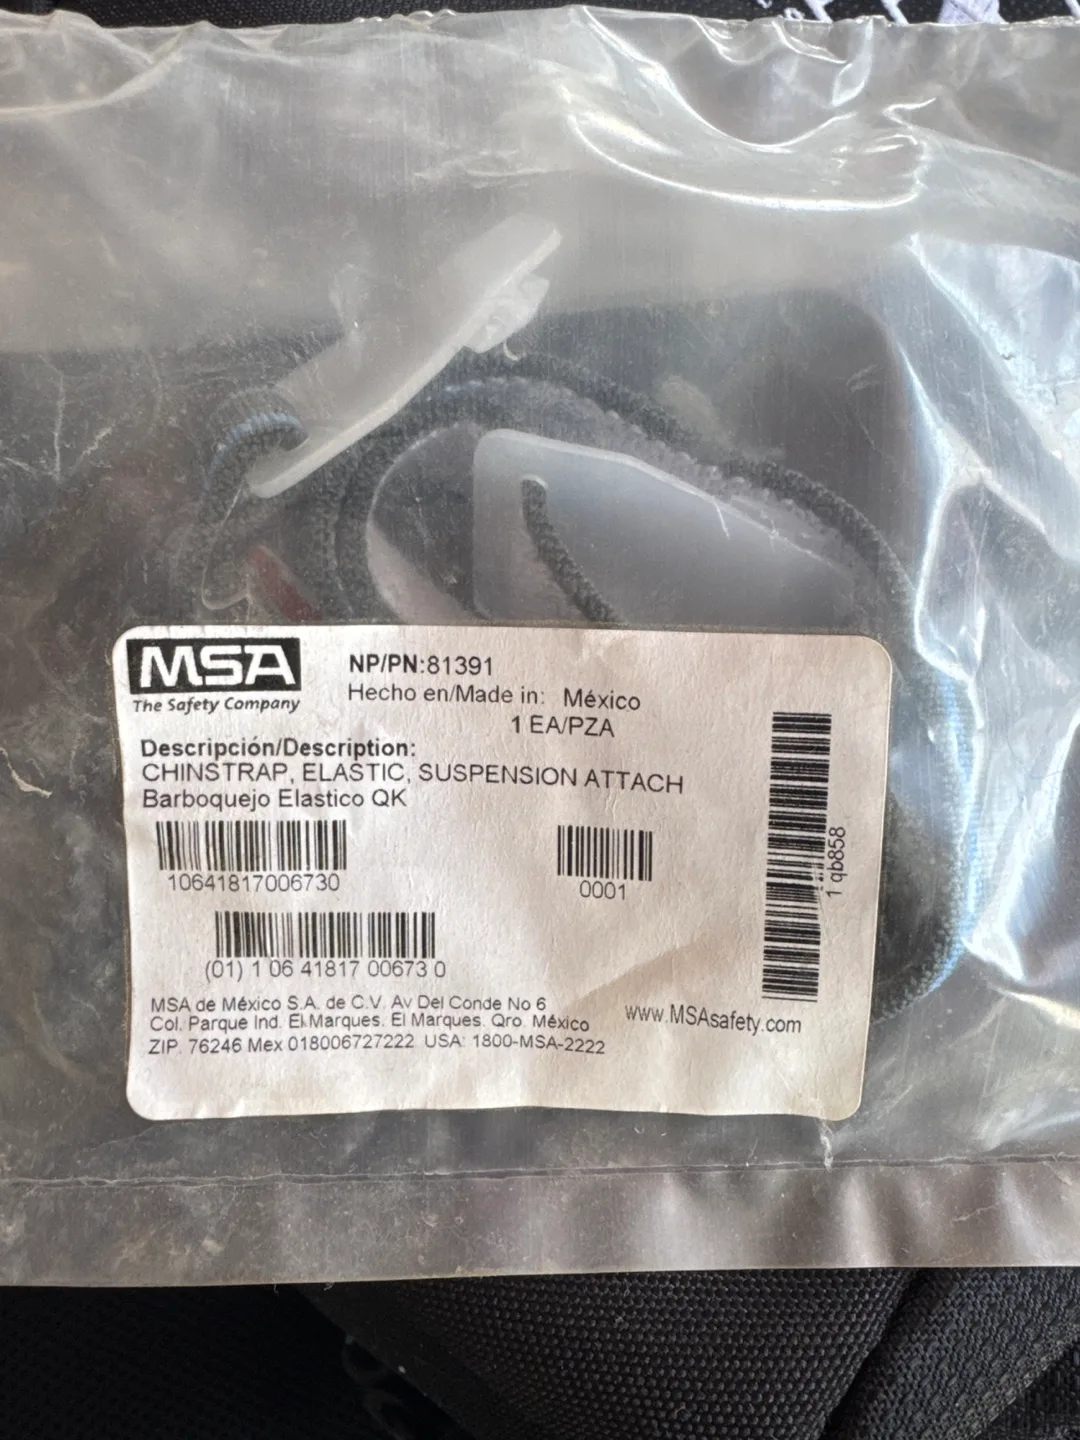 MSA
The Safety Company
NP/PN:81391
Hecho en/Made in: México
1 EA/PZA
Descripción/Description:
CHINSTRAP, ELASTIC, SUSPENSION ATTACH
Barboquejo Elastico QK
10641817006730
0001
1 qb858
(01) 1 06 41817 00673 0
MSA de México S.A. de C.V. Av Del Conde No 6
Col. Parque Ind. El Marques. El Marques. Qro. México
ZIP. 76246 Mex 018006727222 USA: 1800-MSA-2222
www.MSAsafety.com